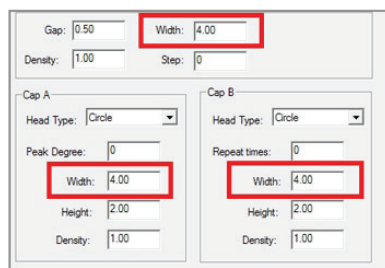 Gap: 0.50 Width: 4.00
Density: 1.00 Step: 0
Cap A
Head Type: Circle
Peak Degree: 0
Width: 4.00
Height: 2.00
Density: 1.00
Cap B
Head Type: Circle
Repeat times: 0
Width: 4.00
Height: 2.00
Density: 1.00